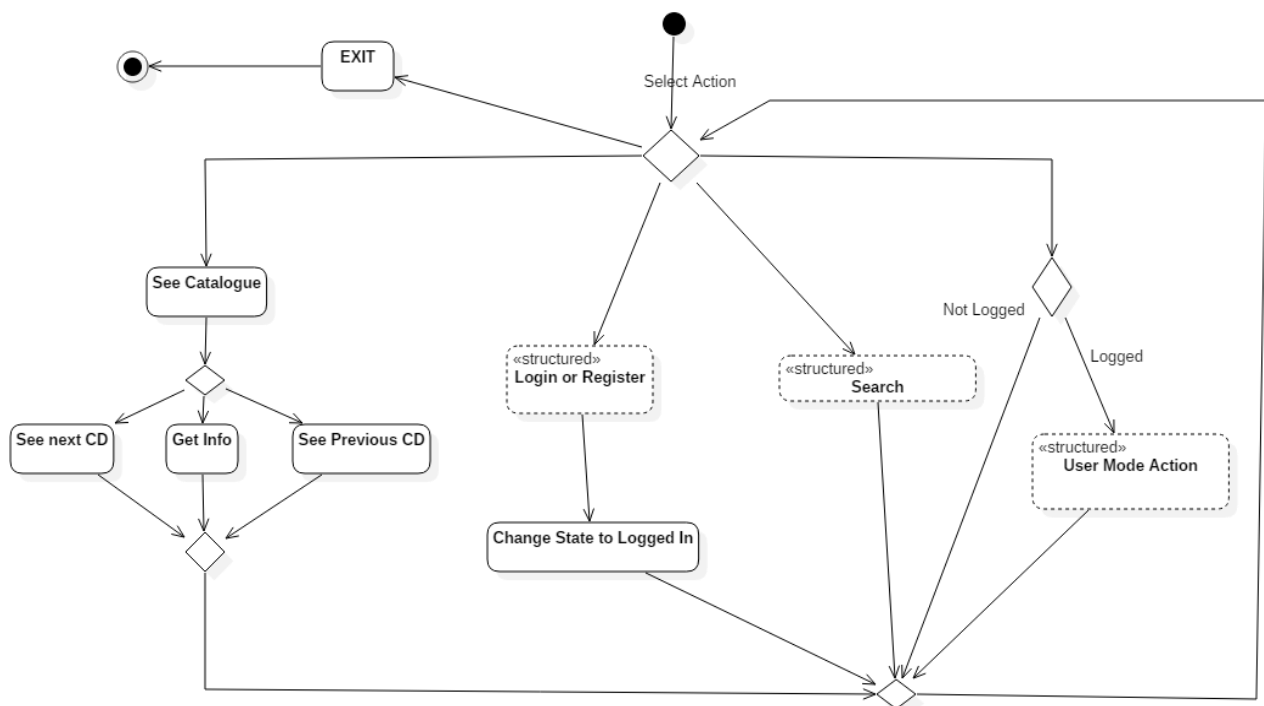 EXIT
Select Action
See Catalogue
Not Logged
Logged
«structured»
Login or Register
«structured»
Search
See next CD
Get Info
See Previous CD
«structured»
User Mode Action
Change State to Logged In